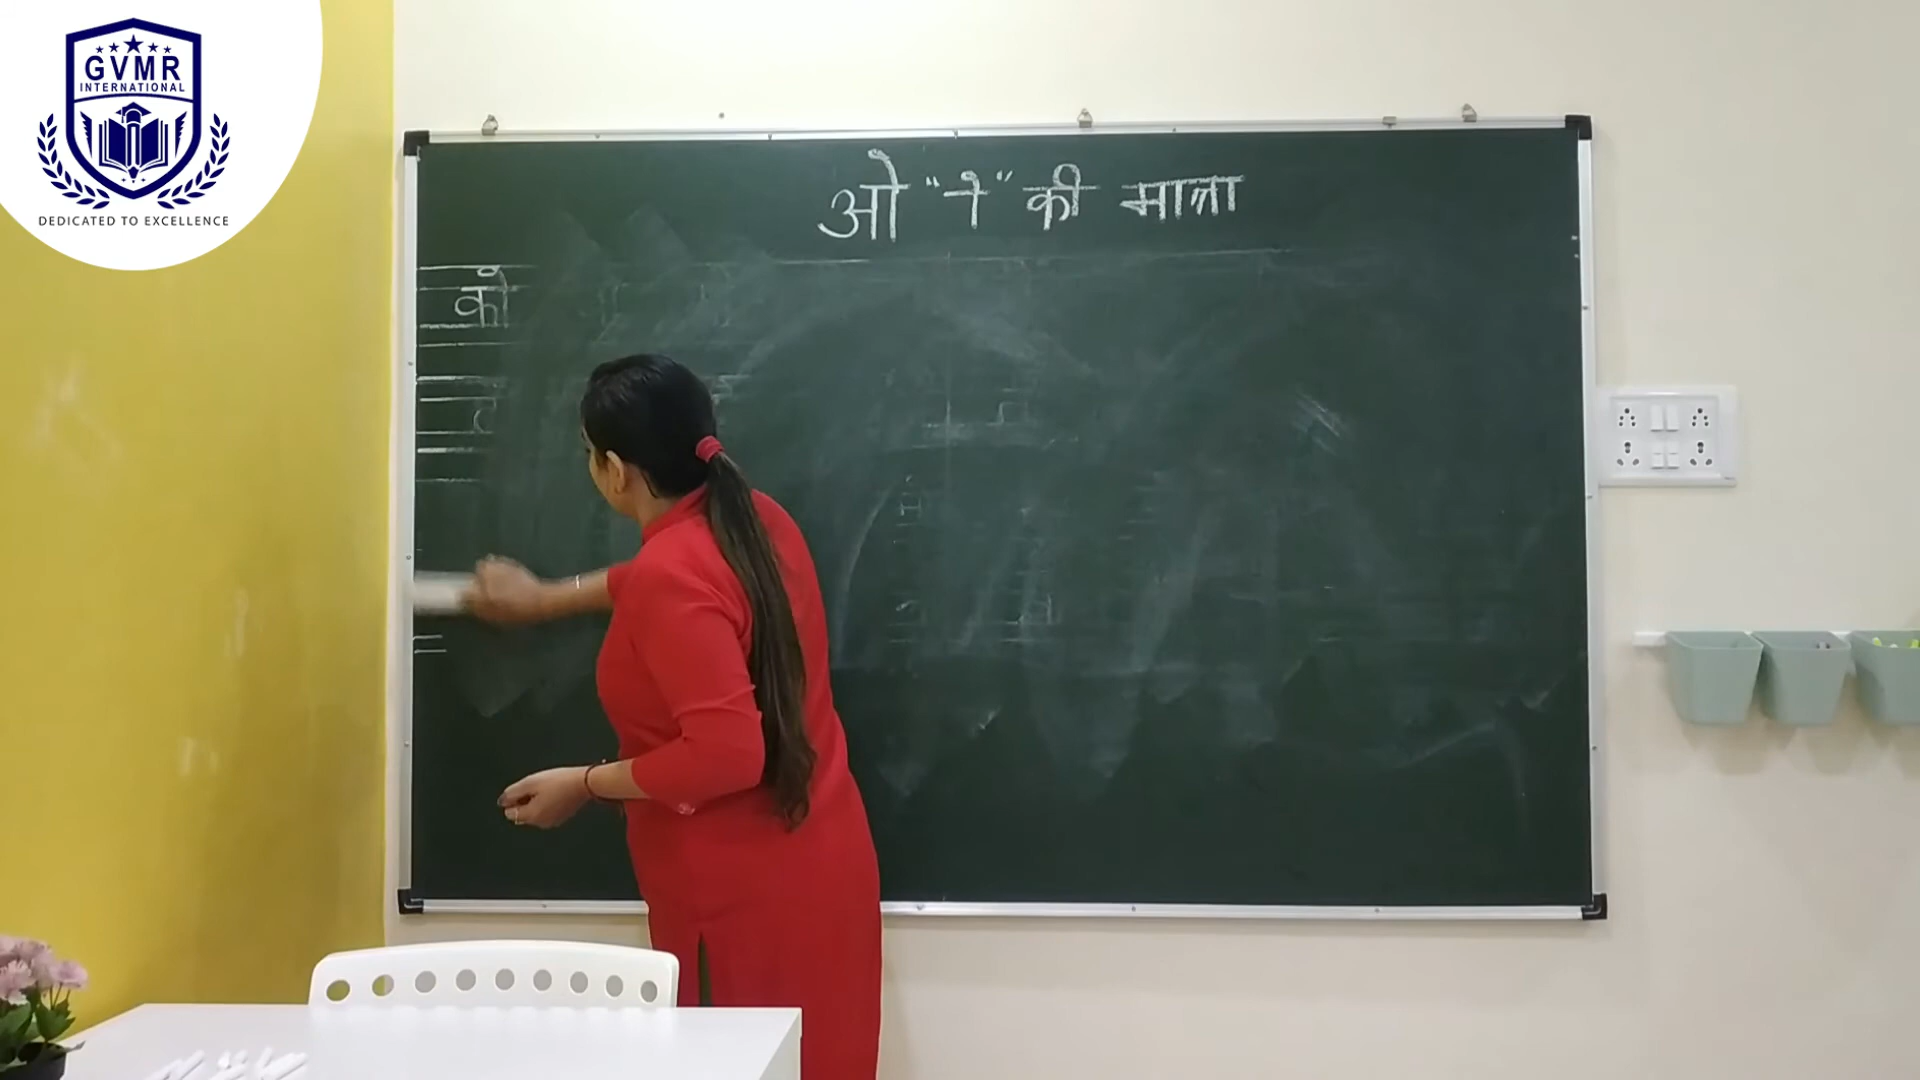 GVMR
INTERNATIONAL
DEDICATED TO EXCELLENCE
ओ "ो" की मात्रा
को